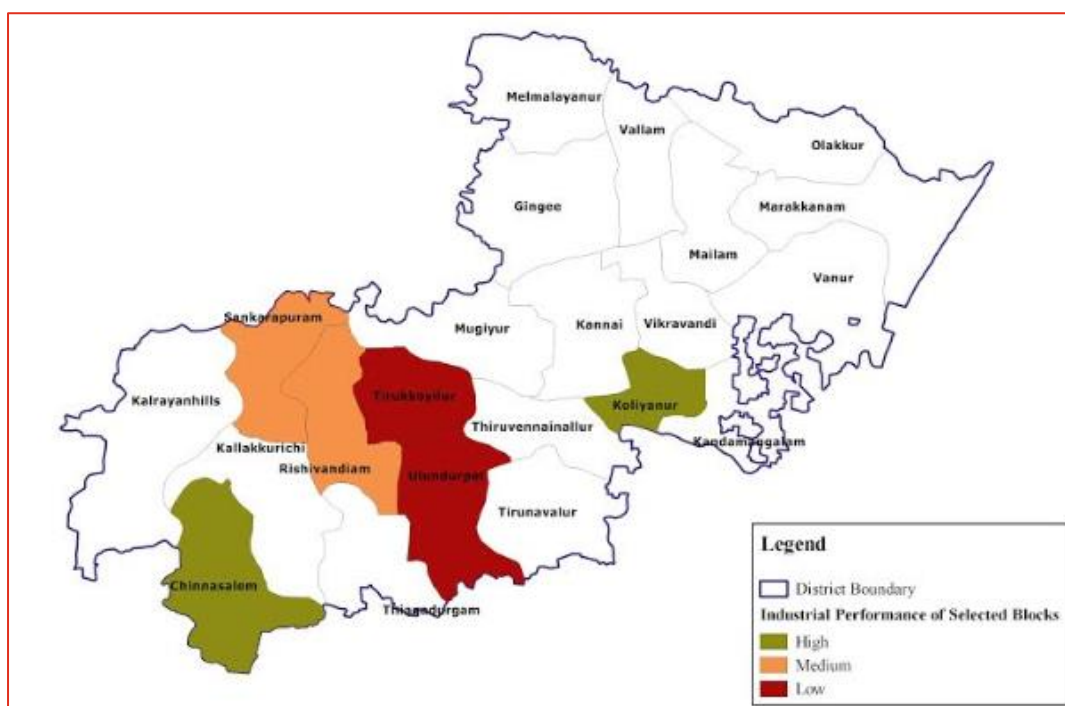 Melmalayanur
Vallam
Olakkur
Gingee
Marakkanam
Mailam
Vanur
Sankarapuram
Mugiyur
Kannai
Vikravandi
Kalrayanhills
Tirukkoyilur
Koliyanur
Thiruvennainallur
Kandamangalam
Kallakkurichi
Rishivandiam
Ulundurpet
Tirunavalur
Chinnasalem
Thiagadurgam
Legend
District Boundary
Industrial Performance of Selected Blocks
High
Medium
Low